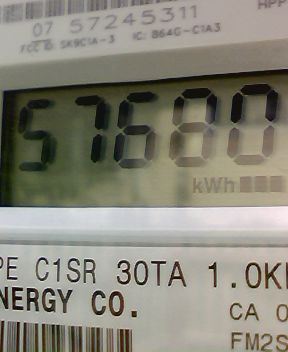 HPP
07 57245311
FCC ID: SK9C1A-3 IC: 864G-C1A3
57680
kWh
PE C1SR 30TA 1.0K
NERGY CO.
CA 0
FM2S